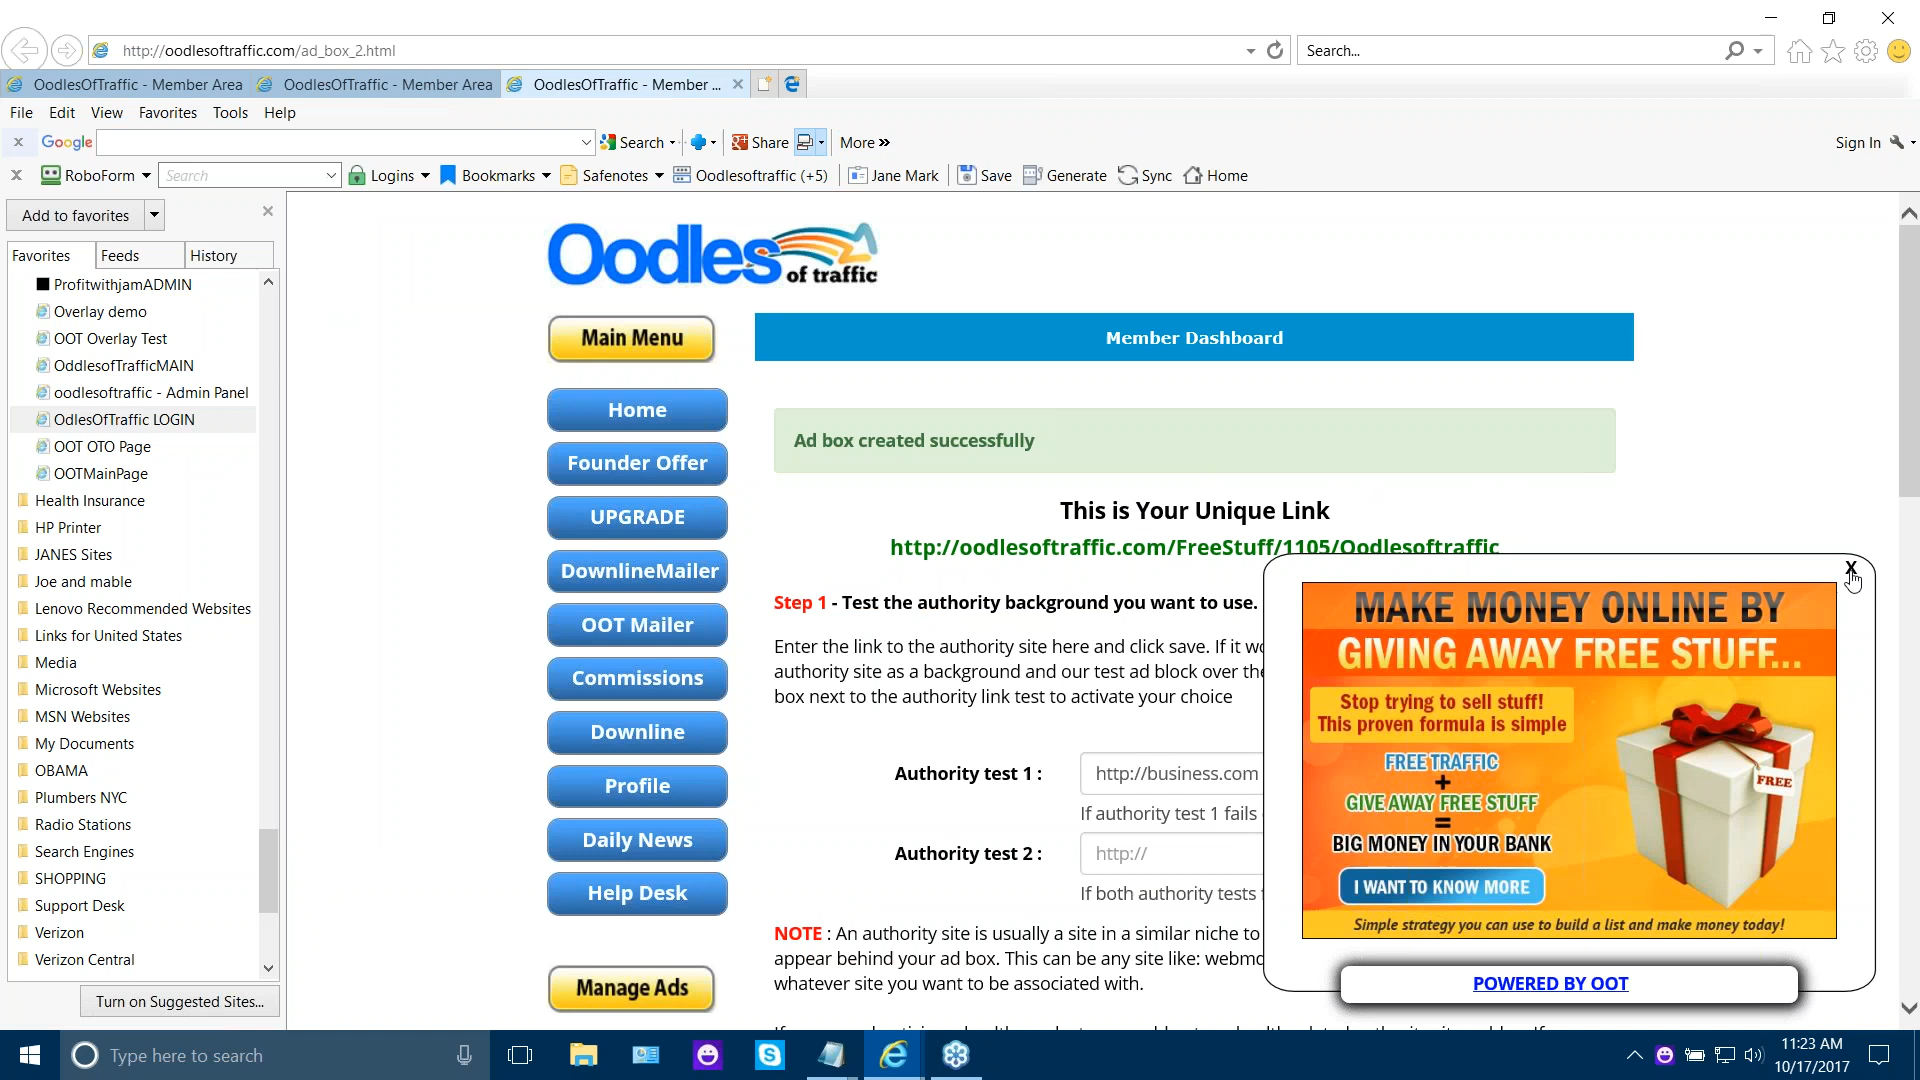 http://oodlesoftraffic.com/ad_box_2.html
Search...
OodlesOfTraffic - Member Area
OodlesOfTraffic - Member Area
OodlesOfTraffic - Member ...
File Edit View Favorites Tools Help
x Google Search Share More »
Sign In
x RoboForm Search Logins Bookmarks Safenotes Oodlesoftraffic (+5) Jane Mark Save Generate Sync Home
Add to favorites
Favorites Feeds History
ProfitwithjamADMIN
Overlay demo
OOT Overlay Test
OddlesofTrafficMAIN
oodlesoftraffic - Admin Panel
OdlesOfTraffic LOGIN
OOT OTO Page
OOTMainPage
Health Insurance
HP Printer
JANES Sites
Joe and mable
Lenovo Recommended Websites
Links for United States
Media
Microsoft Websites
MSN Websites
My Documents
OBAMA
Plumbers NYC
Radio Stations
Search Engines
SHOPPING
Support Desk
Verizon
Verizon Central
Turn on Suggested Sites...
Oodles of traffic
Main Menu
Home
Founder Offer
UPGRADE
DownlineMailer
OOT Mailer
Commissions
Downline
Profile
Daily News
Help Desk
Manage Ads
Member Dashboard
Ad box created successfully
This is Your Unique Link
http://oodlesoftraffic.com/FreeStuff/1105/Oodlesoftraffic
Step 1 - Test the authority background you want to use.
Enter the link to the authority site here and click save. If it
authority site as a background and our test ad block over
box next to the authority link test to activate your choice
Authority test 1 : http://business.com
If authority test 1 fails
Authority test 2 : http://
If both authority tests
NOTE : An authority site is usually a site in a similar niche to
appear behind your ad box. This can be any site like:
whatever site you want to be associated with.
X
MAKE MONEY ONLINE BY
GIVING AWAY FREE STUFF...
Stop trying to sell stuff!
This proven formula is simple
FREE TRAFFIC
+
GIVE AWAY FREE STUFF
=
BIG MONEY IN YOUR BANK
I WANT TO KNOW MORE
FREE
Simple strategy you can use to build a list and make money today!
POWERED BY OOT
Type here to search
11:23 AM
10/17/2017